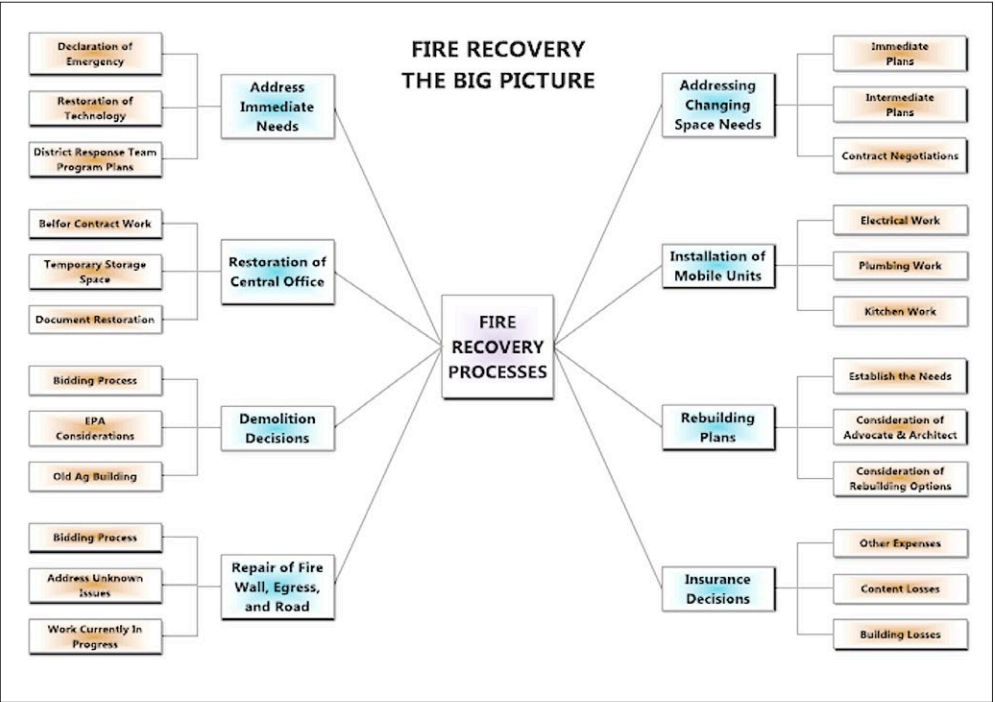 FIRE RECOVERY
THE BIG PICTURE
Declaration of
Emergency
Restoration of
Technology
District Response Team
Program Plans
Address
Immediate
Needs
Belfor Contract Work
Temporary Storage
Space
Document Restoration
Restoration of
Central Office
Bidding Process
EPA
Considerations
Old Ag Building
Demolition
Decisions
Bidding Process
Address Unknown
Issues
Work Currently In
Progress
Repair of Fire
Wall, Egress,
and Road
FIRE
RECOVERY
PROCESSES
Addressing
Changing
Space Needs
Immediate
Plans
Intermediate
Plans
Contract Negotiations
Installation of
Mobile Units
Electrical Work
Plumbing Work
Kitchen Work
Rebuilding
Plans
Establish the Needs
Consideration of
Advocate & Architect
Consideration of
Rebuilding Options
Insurance
Decisions
Other Expenses
Content Losses
Building Losses